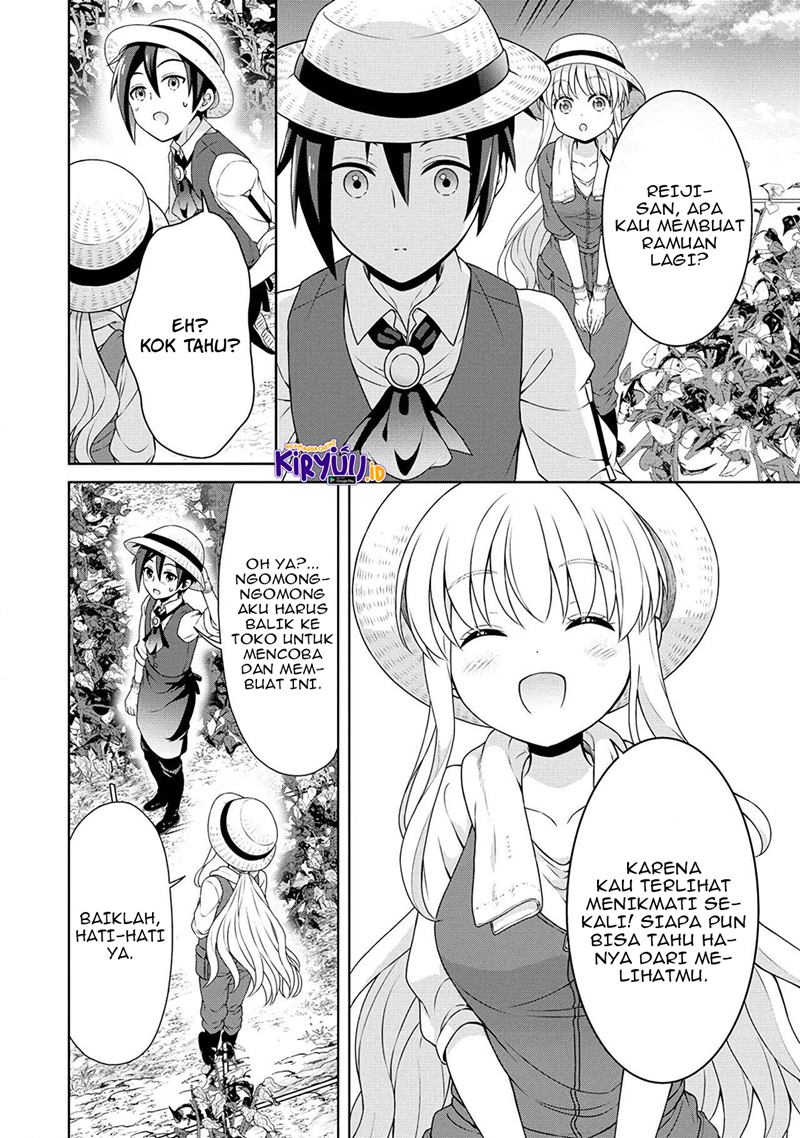 REIJI-
SAN, APA
KAU MEMBUAT
RAMUAN
LAGI?
EH?
KOK TAHU?
KIRYUU.ID
KARENA
KAU TERLIHAT
MENIKMATI SE-
KALI! SIAPA PUN
BISA TAHU HA-
NYA DARI ME-
LIHATMU.
OH YA?...
NGOMONG-
NGOMONG
AKU HARUS
BALIK KE
TOKO UNTUK
MENCOBA
DAN MEM-
BUAT INI.
BAIKLAH,
HATI-HATI
YA.